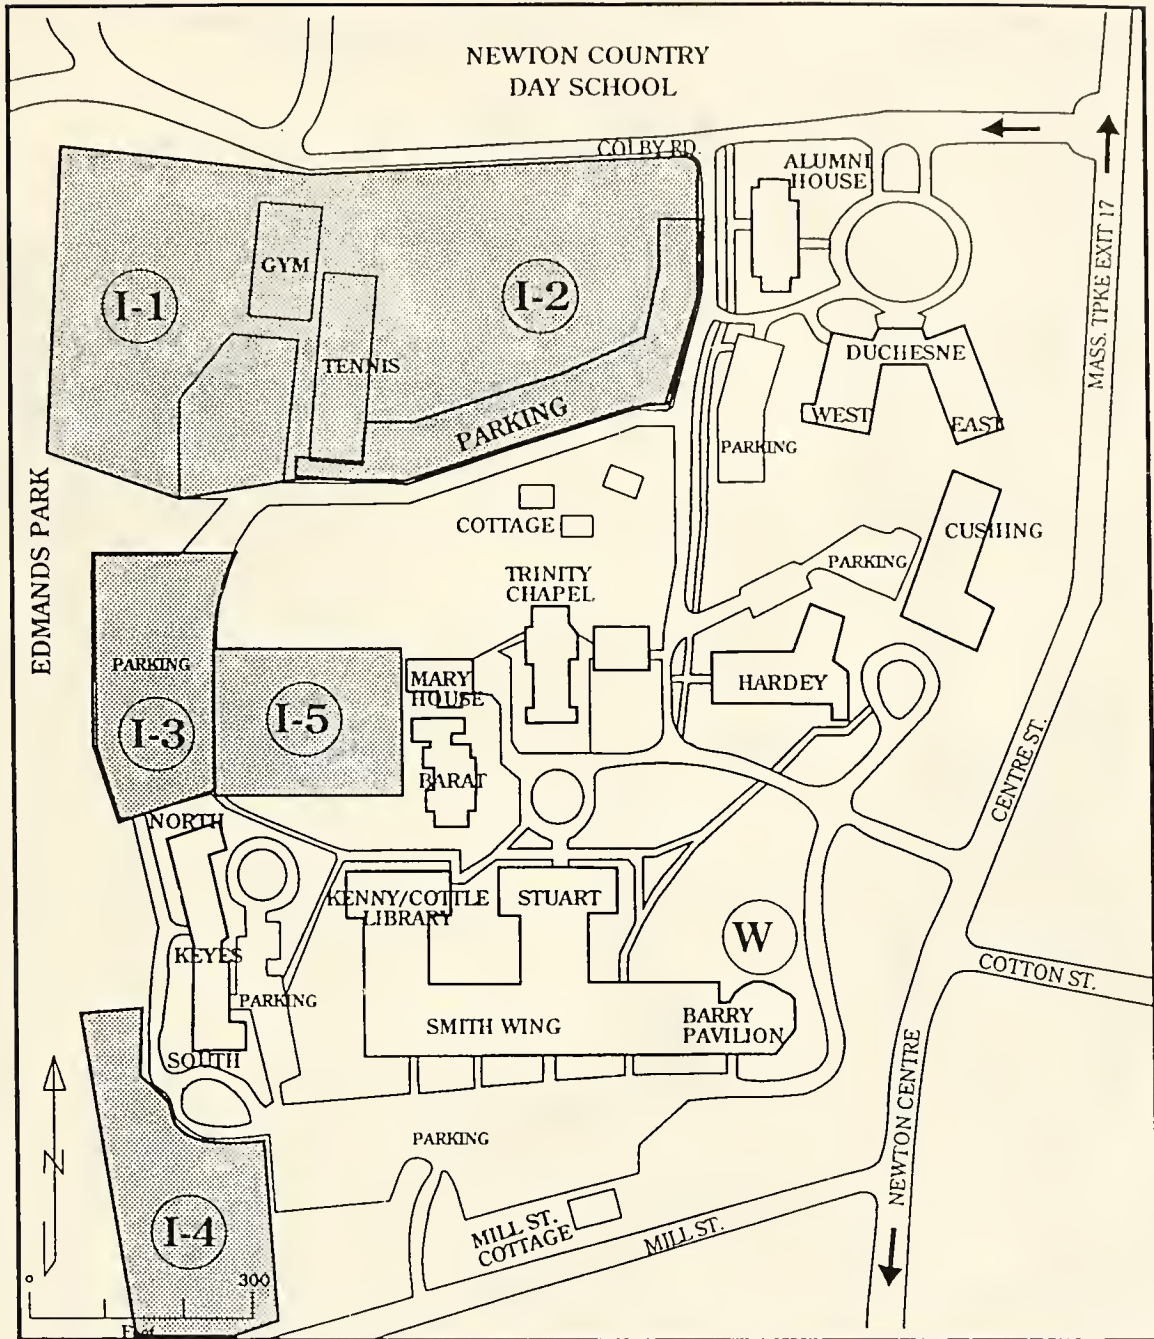 NEWTON COUNTRY
DAY SCHOOL
COLBY RD.
ALUMNI
HOUSE
MASS. TPKE EXIT 17
GYM
I-1
I-2
TENNIS
PARKING
DUCHESNE
WEST
EAST
PARKING
EDMANDS PARK
COTTAGE
CUSHING
PARKING
TRINITY
CHAPEL
PARKING
I-3
I-5
MARY
HOUSE
HARDEY
BARAT
CENTRE ST.
NORTH
KENNY/COTTLE
LIBRARY
STUART
W
KEYES
COTTON ST.
PARKING
SMITH WING
BARRY
PAVILION
SOUTH
NEWTON CENTRE
PARKING
N
I-4
MILL ST.
COTTAGE
MILL ST.
0
300
Feet